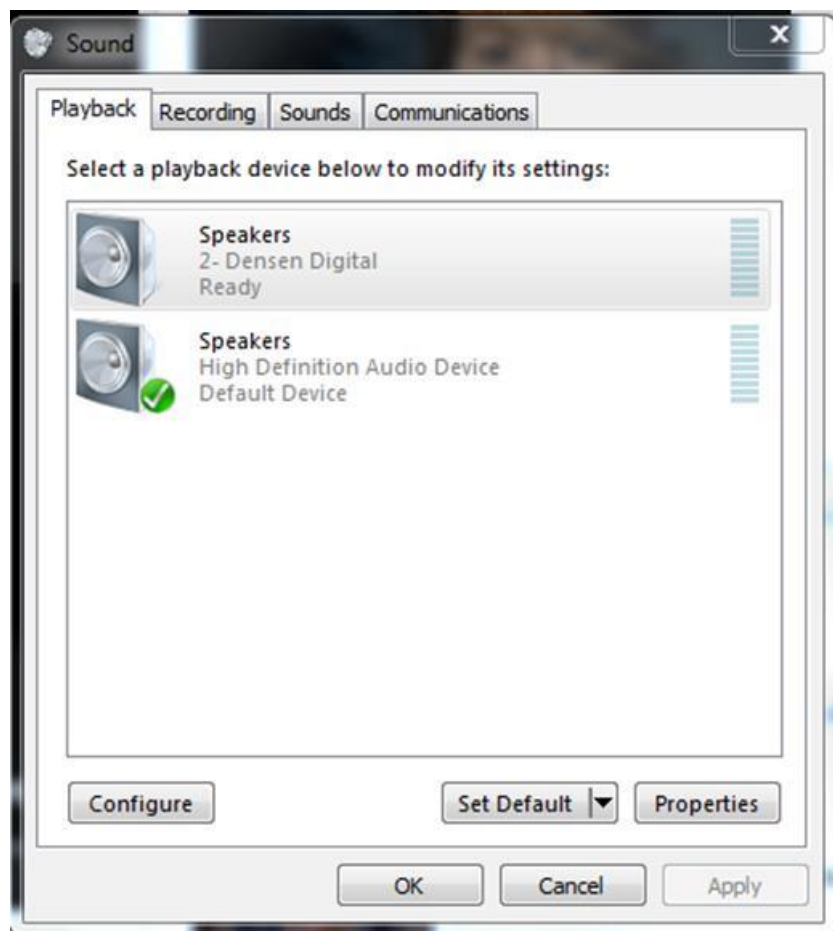 Sound
Playback Recording Sounds Communications
Select a playback device below to modify its settings:
Speakers
2- Densen Digital
Ready
Speakers
High Definition Audio Device
Default Device
Configure Set Default Properties
OK Cancel Apply